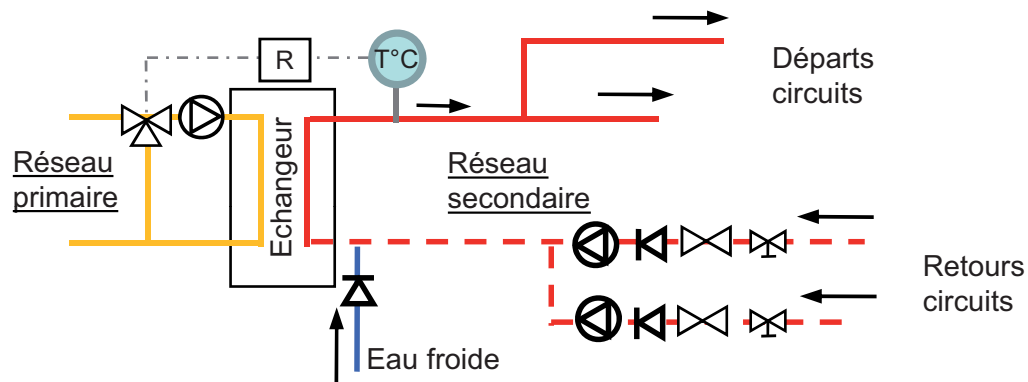 R
T°C
Départs
circuits
Réseau
primaire
Echangeur
Réseau
secondaire
Retours
circuits
Eau froide